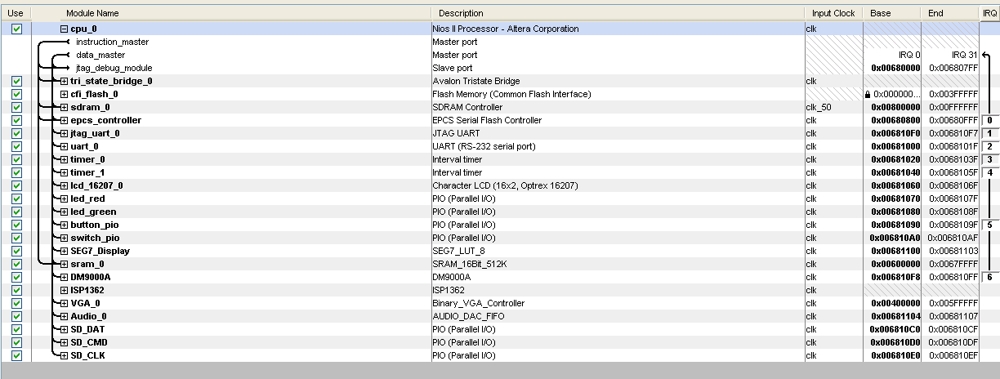 Use Module Name Description Input Clock Base End IRQ
cpu_0 Nios II Processor - Altera Corporation clk
instruction_master Master port
data_master Master port IRQ 0 IRQ 31
jtag_debug_module Slave port 0x00680000 0x006807FF
tri_state_bridge_0 Avalon Tristate Bridge clk
cfi_flash_0 Flash Memory (Common Flash Interface) 0x000000... 0x003FFFFF
sdram_0 SDRAM Controller clk_50 0x00800000 0x00FFFFFF
epcs_controller EPCS Serial Flash Controller clk 0x00680800 0x00680FFF 0
jtag_uart_0 JTAG UART clk 0x006810F0 0x006810F7 1
uart_0 UART (RS-232 serial port) clk 0x00681000 0x0068101F 2
timer_0 Interval timer clk 0x00681020 0x0068103F 3
timer_1 Interval timer clk 0x00681040 0x0068105F 4
lcd_16207_0 Character LCD (16x2, Optrex 16207) clk 0x00681060 0x0068106F
led_red PIO (Parallel I/O) clk 0x00681070 0x0068107F
led_green PIO (Parallel I/O) clk 0x00681080 0x0068108F
button_pio PIO (Parallel I/O) clk 0x00681090 0x0068109F 5
switch_pio PIO (Parallel I/O) clk 0x006810A0 0x006810AF
SEG7_Display SEG7_LUT_8 clk 0x00681100 0x00681103
sram_0 SRAM_16Bit_512K clk 0x00600000 0x0067FFFF
DM9000A DM9000A clk 0x006810F8 0x006810FF 6
ISP1362 ISP1362 clk
VGA_0 Binary_VGA_Controller clk 0x00400000 0x005FFFFF
Audio_0 AUDIO_DAC_FIFO clk 0x00681104 0x00681107
SD_DAT PIO (Parallel I/O) clk 0x006810C0 0x006810CF
SD_CMD PIO (Parallel I/O) clk 0x006810D0 0x006810DF
SD_CLK PIO (Parallel I/O) clk 0x006810E0 0x006810EF